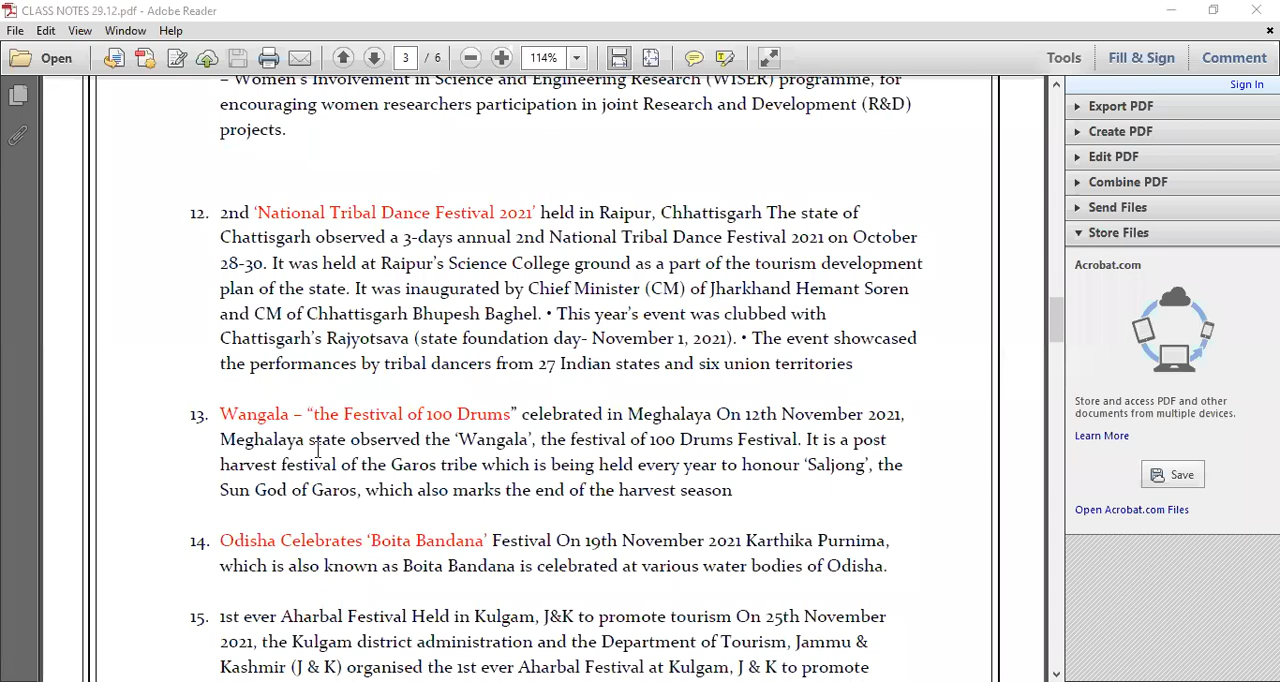 CLASS NOTES 29.12.pdf - Adobe Reader
File Edit View Window Help
Open 3 / 6 114% Tools Fill & Sign Comment
Sign In
Export PDF
Create PDF
Edit PDF
Combine PDF
Send Files
Store Files
Acrobat.com
Store and access PDF and other
documents from multiple devices.
Learn More
Save
Open Acrobat.com Files
– Women's Involvement in Science and Engineering Research (WISER) programme, for
encouraging women researchers participation in joint Research and Development (R&D)
projects.
12. 2nd ‘National Tribal Dance Festival 2021’ held in Raipur, Chhattisgarh The state of
Chattisgarh observed a 3-days annual 2nd National Tribal Dance Festival 2021 on October
28-30. It was held at Raipur’s Science College ground as a part of the tourism development
plan of the state. It was inaugurated by Chief Minister (CM) of Jharkhand Hemant Soren
and CM of Chhattisgarh Bhupesh Baghel. • This year’s event was clubbed with
Chattisgarh’s Rajyotsava (state foundation day- November 1, 2021). • The event showcased
the performances by tribal dancers from 27 Indian states and six union territories
13. Wangala – “the Festival of 100 Drums” celebrated in Meghalaya On 12th November 2021,
Meghalaya state observed the ‘Wangala’, the festival of 100 Drums Festival. It is a post
harvest festival of the Garos tribe which is being held every year to honour ‘Saljong’, the
Sun God of Garos, which also marks the end of the harvest season
14. Odisha Celebrates ‘Boita Bandana’ Festival On 19th November 2021 Karthika Purnima,
which is also known as Boita Bandana is celebrated at various water bodies of Odisha.
15. 1st ever Aharbal Festival Held in Kulgam, J&K to promote tourism On 25th November
2021, the Kulgam district administration and the Department of Tourism, Jammu &
Kashmir (J & K) organised the 1st ever Aharbal Festival at Kulgam, J & K to promote